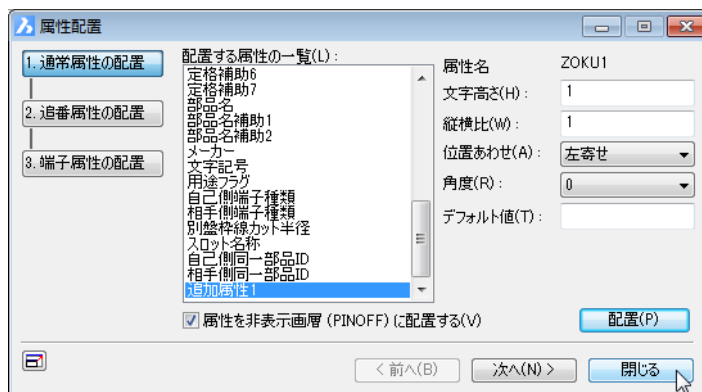 属性配置
1.通常属性の配置
2.追番属性の配置
3.端子属性の配置
配置する属性の一覧(L):
定格補助6
定格補助7
部品名
部品名補助1
部品名補助2
メーカー
文字記号
用途フラグ
自己側端子種類
相手側端子種類
別盤枠線カット半径
スロット名称
自己側同一部品ID
相手側同一部品ID
追加属性1
属性名 ZOKU1
文字高さ(H): 1
縦横比(W): 1
位置あわせ(A): 左寄せ
角度(R): 0
デフォルト値(T):
属性を非表示画層(PINOFF)に配置する(V)
配置(P)
<前へ(B) 次へ(N)> 閉じる